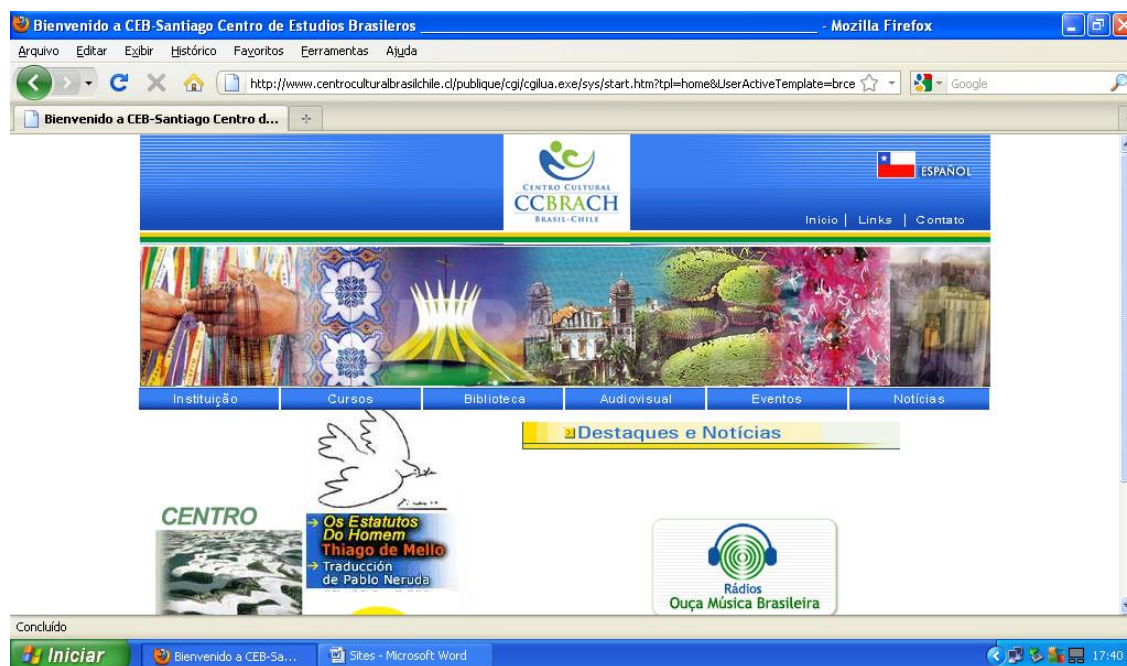 Bienvenido a CEB-Santiago Centro de Estudios Brasileros - Mozilla Firefox
Arquivo Editar Exibir Histórico Favoritos Ferramentas Ajuda
http://www.centroculturalbrasilchile.cl/publique/cgi/cgilua.exe/sys/start.htm?tpl=home&UserActiveTemplate=brce Google
Bienvenido a CEB-Santiago Centro d...
CENTRO CULTURAL
CCBRACH
BRASIL-CHILE
ESPAÑOL
Inicio | Links | Contato
Instituição Cursos Biblioteca Audiovisual Eventos Notícias
Destaques e Notícias
CENTRO
Os Estatutos
Do Homem
Thiago de Mello
Traducción
de Pablo Neruda
Rádios
Ouça Música Brasileira
Concluído
Iniciar Bienvenido a CEB-Sa... Sites - Microsoft Word 17:40